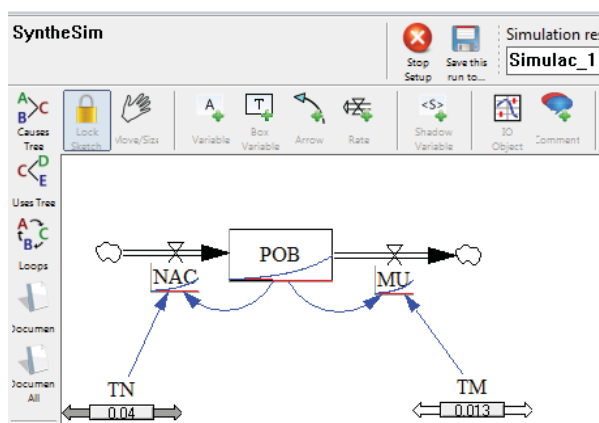 SyntheSim
Stop
Setup
Save this
run to...
Simulation res
Simulac_1
A
B
C
Causes
Tree
Lock
Sketch
Move/Size
A
Variable
T
Box
Variable
Arrow
Rate
<S>
Shadow
Variable
IO
Object
Comment
C
D
E
Uses Tree
A
t
C
B
Loops
Documen
Documen
All
POB
NAC
MU
TN
0.04
TM
0.013